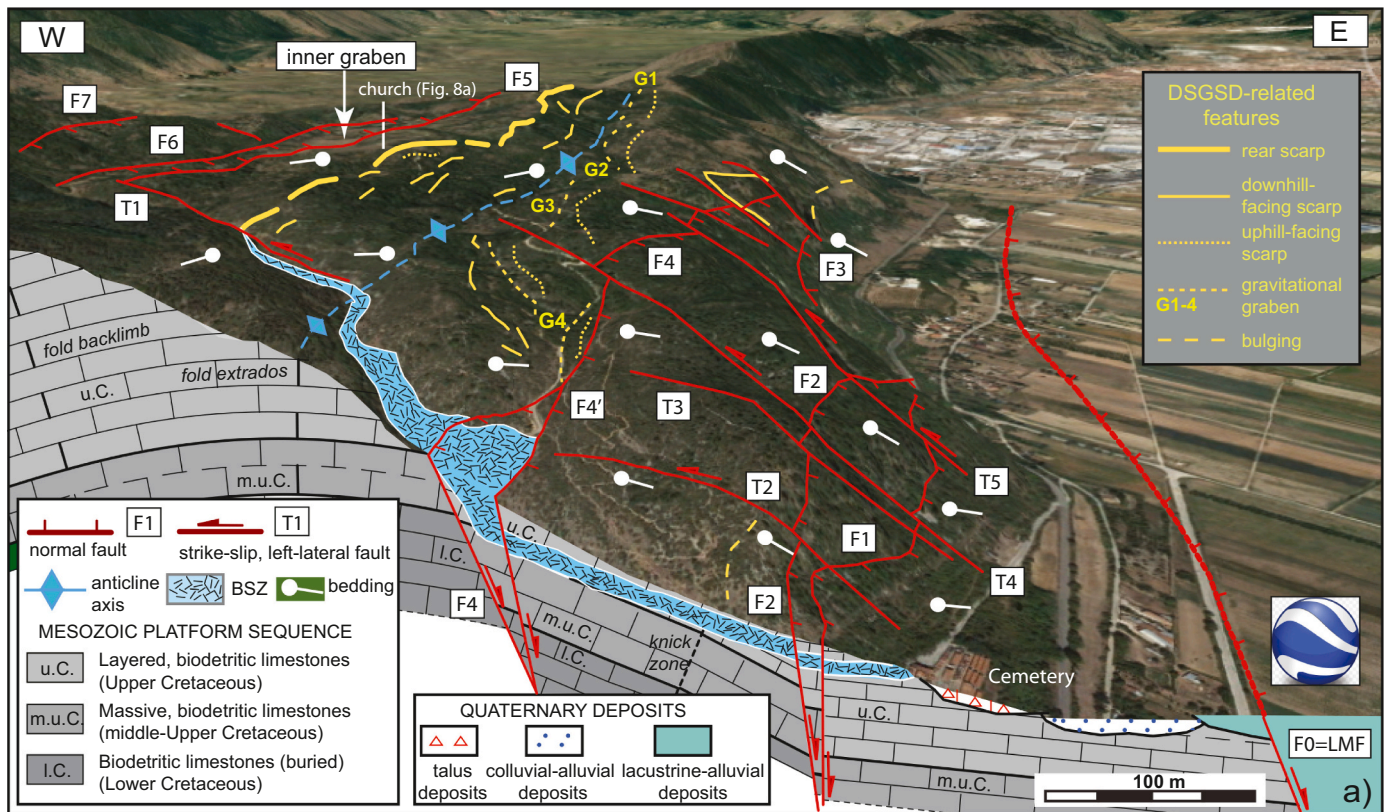 W
E
inner graben
church (Fig. 8a)
F7
F6
F5
G1
T1
G2
G3
G4
F4
F3
F2
F4'
T3
T2
T5
F1
F2
T4
F4
DSGSD-related
features
rear scarp
downhill-
facing scarp
uphill-facing
scarp
gravitational
graben
G1-4
bulging
fold backlimb
u.C.
fold extrados
m.u.C.
l.C.
u.C.
m.u.C.
l.C.
knick
zone
u.C.
m.u.C.
Cemetery
F0=LMF
F1
T1
normal fault
strike-slip, left-lateral fault
anticline
axis
BSZ
bedding
MESOZOIC PLATFORM SEQUENCE
u.C.
Layered, biodetritic limestones
(Upper Cretaceous)
m.u.C.
Massive, biodetritic limestones
(middle-Upper Cretaceous)
l.C.
Biodetritic limestones (buried)
(Lower Cretaceous)
QUATERNARY DEPOSITS
talus
deposits
colluvial-alluvial
deposits
lacustrine-alluvial
deposits
100 m
a)